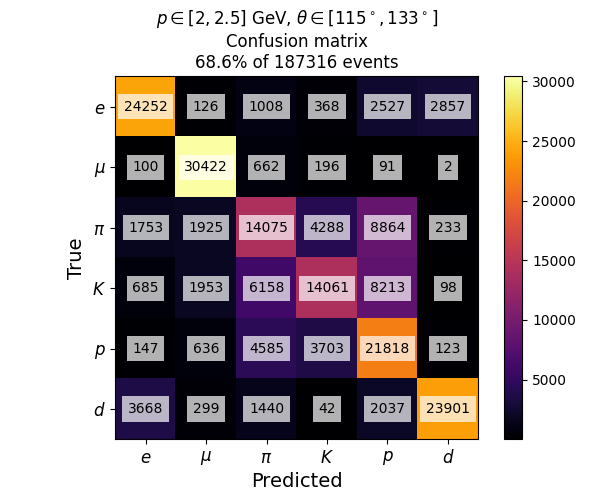 p ∈ [2, 2.5] GeV, θ ∈ [115°, 133°]
Confusion matrix
68.6% of 187316 events
e 24252 126 1008 368 2527 2857
μ 100 30422 662 196 91 2
π 1753 1925 14075 4288 8864 233
K 685 1953 6158 14061 8213 98
p 147 636 4585 3703 21818 123
d 3668 299 1440 42 2037 23901
e μ π K p d
True
Predicted
30000
25000
20000
15000
10000
5000